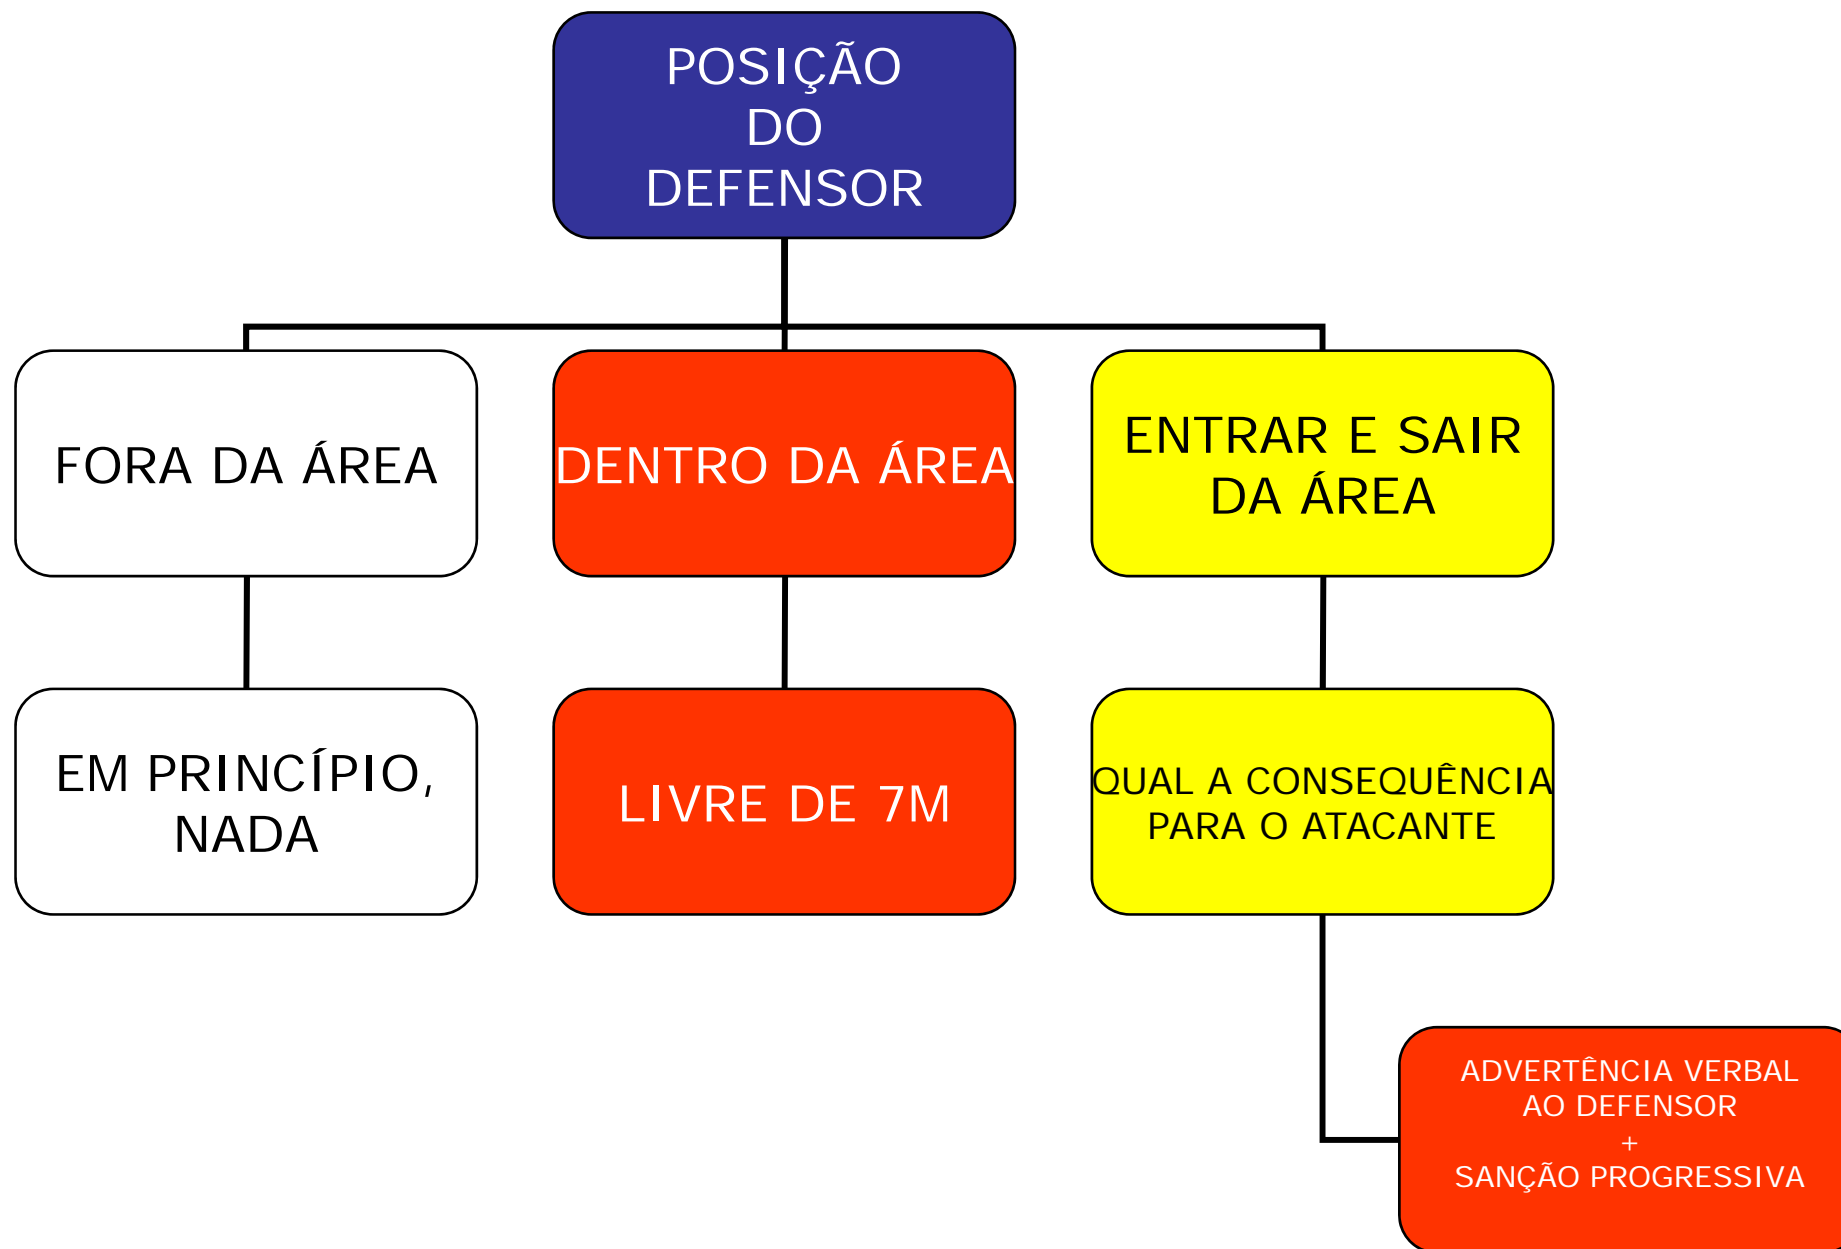 POSIÇÃO
DO
DEFENSOR
FORA DA ÁREA
DENTRO DA ÁREA
ENTRAR E SAIR
DA ÁREA
EM PRINCÍPIO,
NADA
LIVRE DE 7M
QUAL A CONSEQUÊNCIA
PARA O ATACANTE
ADVERTÊNCIA VERBAL
AO DEFENSOR
+
SANÇÃO PROGRESSIVA